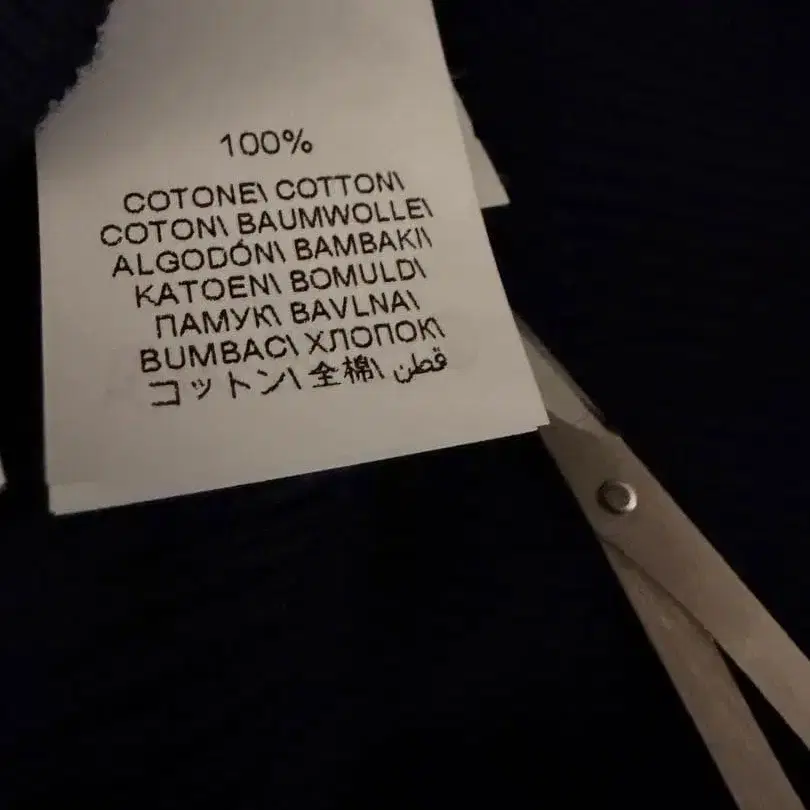 100%
COTONE\ COTTON\
COTON\ BAUMWOLLE\
ALGODÓN\ BAMBAKI\
KATOEN\ BOMULD\
ПАМУК\ BAVLNA\
BUMBAC\ ХЛОПОК\
コットン\ 全棉\ قطن